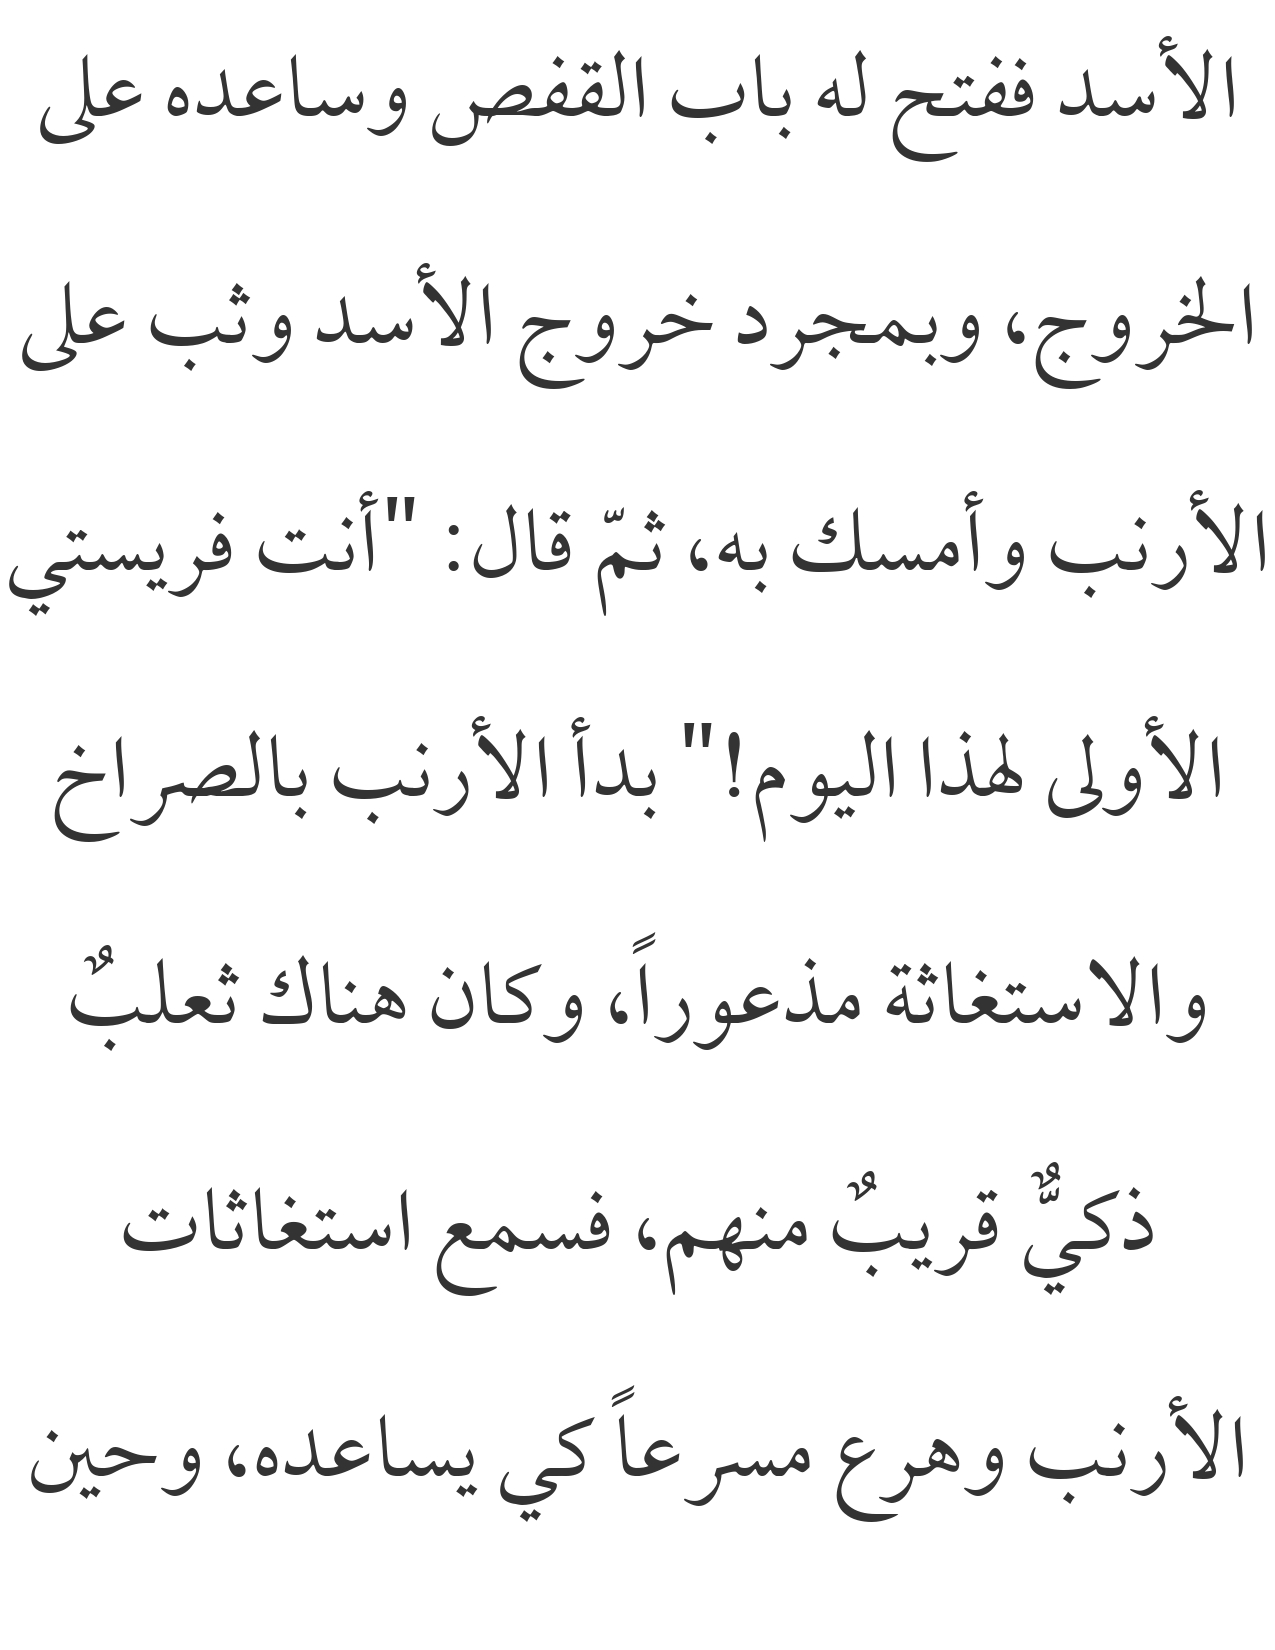 الأسد ففتح له باب القفص وساعده على
الخروج، وبمجرد خروج الأسد وثب على
الأرنب وأمسك به، ثمّ قال: "أنت فريستي
الأولى لهذا اليوم!" بدأ الأرنب بالصراخ
والاستغاثة مذعوراً، وكان هناك ثعلبٌ
ذكيٌّ قريبٌ منهم، فسمع استغاثات
الأرنب وهرع مسرعاً كي يساعده، وحين